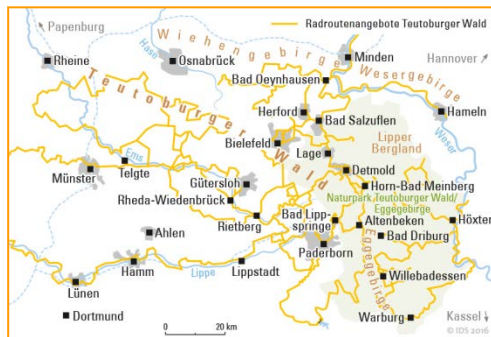 Radroutenangebote Teutoburger Wald
Papenburg
Rheine
Hase
Osnabrück
Wiehengebirge
Minden
Wesergebirge
Hannover
Bad Oeynhausen
Teutoburger Wald
Herford
Bad Salzuflen
Hameln
Weser
Bielefeld
Lipper
Bergland
Lage
Ems
Münster
Telgte
Detmold
Gütersloh
Horn-Bad Meinberg
Naturpark Teutoburger Wald/
Eggegebirge
Rheda-Wiedenbrück
Rietberg
Bad Lipp-
springe
Altenbeken
Höxter
Ahlen
Bad Driburg
Paderborn
Eggegebirge
Hamm
Lippe
Lippstadt
Willebadessen
Lünen
Dortmund
0
20 km
Warburg
Kassel
© IDS 2016